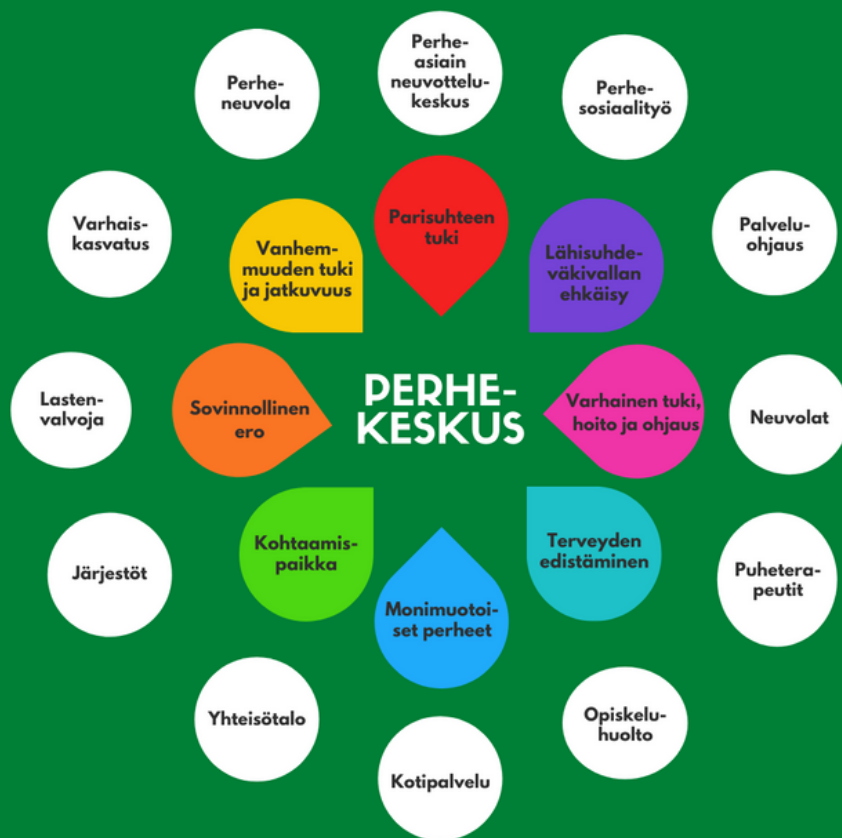 Perhe-
asiain
neuvottelu-
keskus
Perhe-
neuvola
Perhe-
sosiaalityö
Varhais-
kasvatus
Vanhem-
muuden tuki
ja jatkuvuus
Parisuhteen
tuki
Lähisuhde-
väkivallan
ehkäisy
Palvelu-
ohjaus
Lasten-
valvoja
Sovinnollinen
ero
PERHE-
KESKUS
Varhainen tuki,
hoito ja ohjaus
Neuvolat
Järjestöt
Kohtaamis-
paikka
Monimuotoi-
set perheet
Terveyden
edistäminen
Puhetera-
peutit
Yhteisötalo
Kotipalvelu
Opiskelu-
huolto